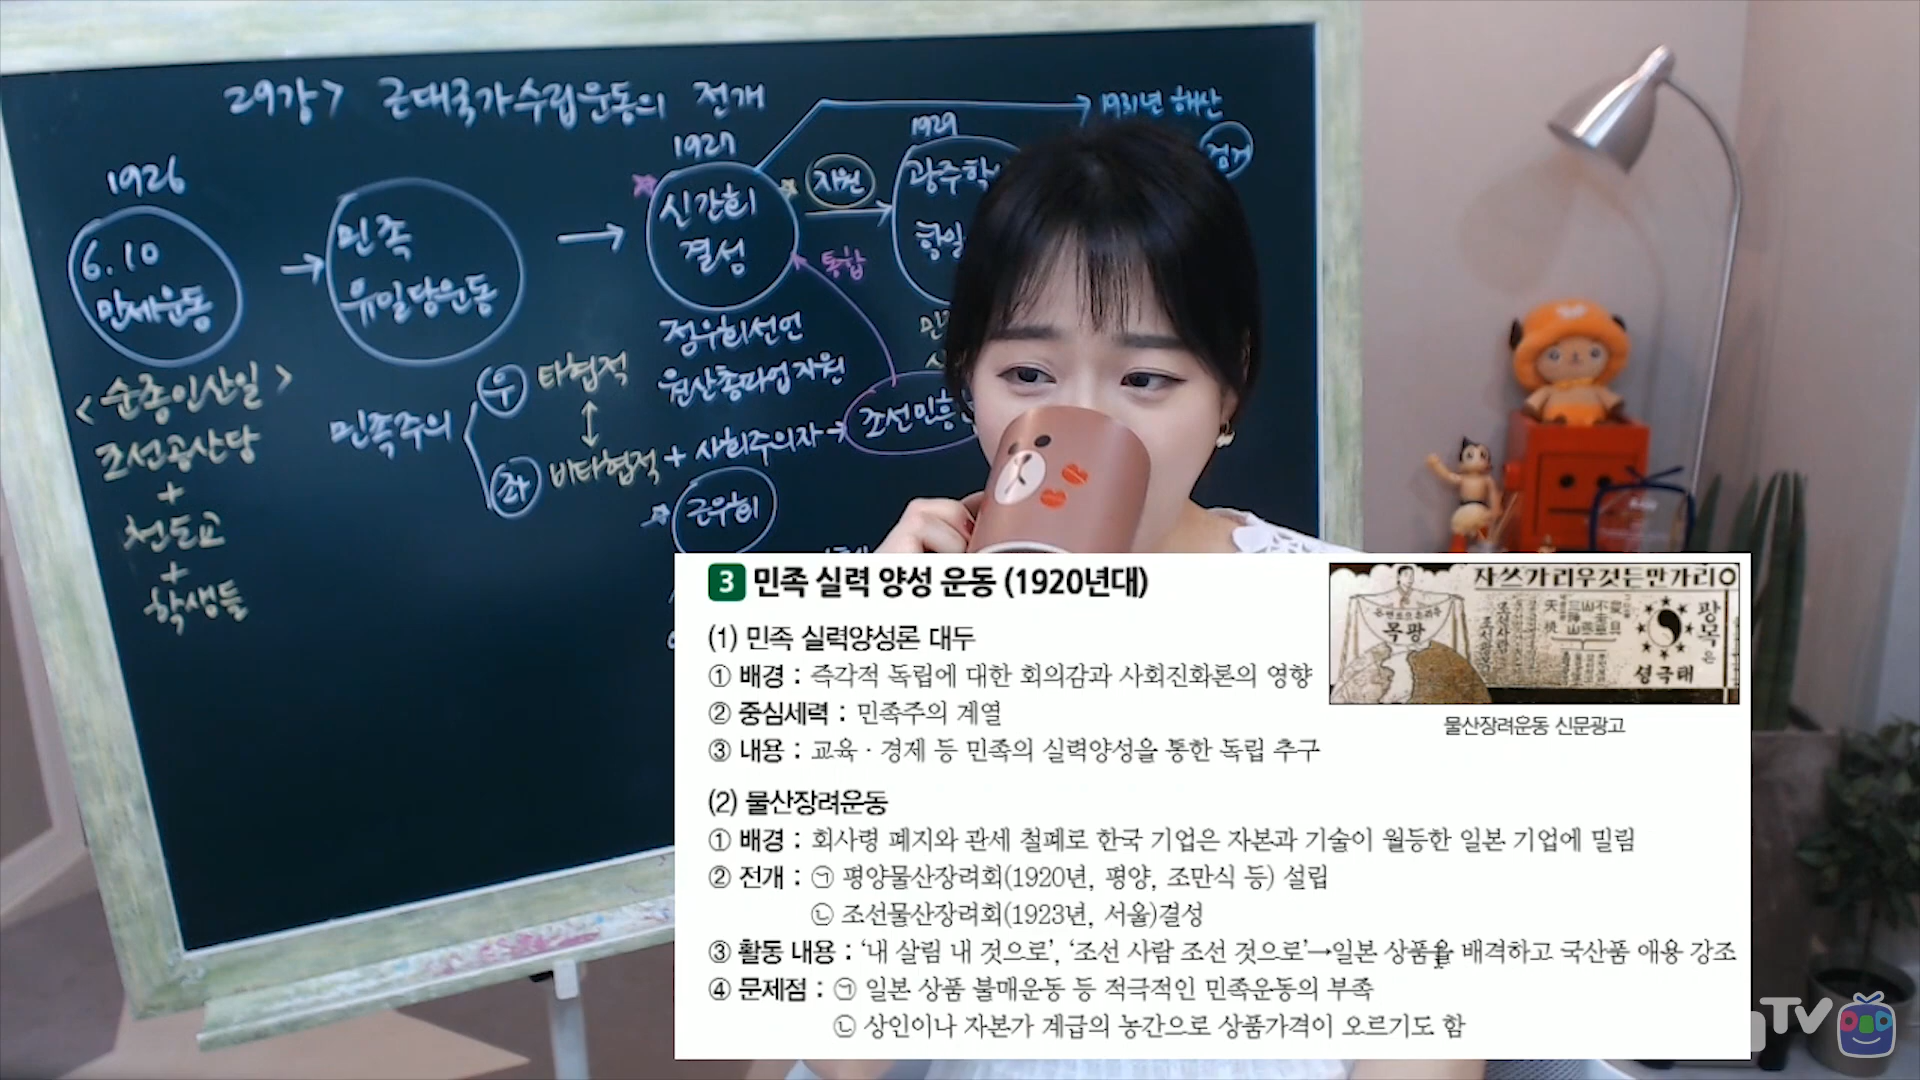 29강> 근대국가수립운동의 전개
1926
6.10
만세운동
<순종인산일>
조선공산당
+
천도교
+
학생들
→
민족
유일당운동
민족주의
우 타협적
↕
좌 비타협적 + 사회주의자 →
조선민흥
→
1927
신간회
결성
정우회선언
원산총파업지원
근우회
지원
통합
1929
광주학
항일
→ 1931년 해산
검거
3 민족 실력 양성 운동 (1920년대)
(1) 민족 실력양성론 대두
① 배경 : 즉각적 독립에 대한 회의감과 사회진화론의 영향
② 중심세력 : 민족주의 계열
③ 내용 : 교육 · 경제 등 민족의 실력양성을 통한 독립 추구
자쓰가리우것든만가리우
광목
광목은
태극성
물산장려운동 신문광고
(2) 물산장려운동
① 배경 : 회사령 폐지와 관세 철폐로 한국 기업은 자본과 기술이 월등한 일본 기업에 밀림
② 전개 : ㉠ 평양물산장려회(1920년, 평양, 조만식 등) 설립
㉡ 조선물산장려회(1923년, 서울)결성
③ 활동 내용 : ‘내 살림 내 것으로’, ‘조선 사람 조선 것으로’→일본 상품을 배격하고 국산품 애용 강조
④ 문제점 : ㉠ 일본 상품 불매운동 등 적극적인 민족운동의 부족
㉡ 상인이나 자본가 계급의 농간으로 상품가격이 오르기도 함
TV